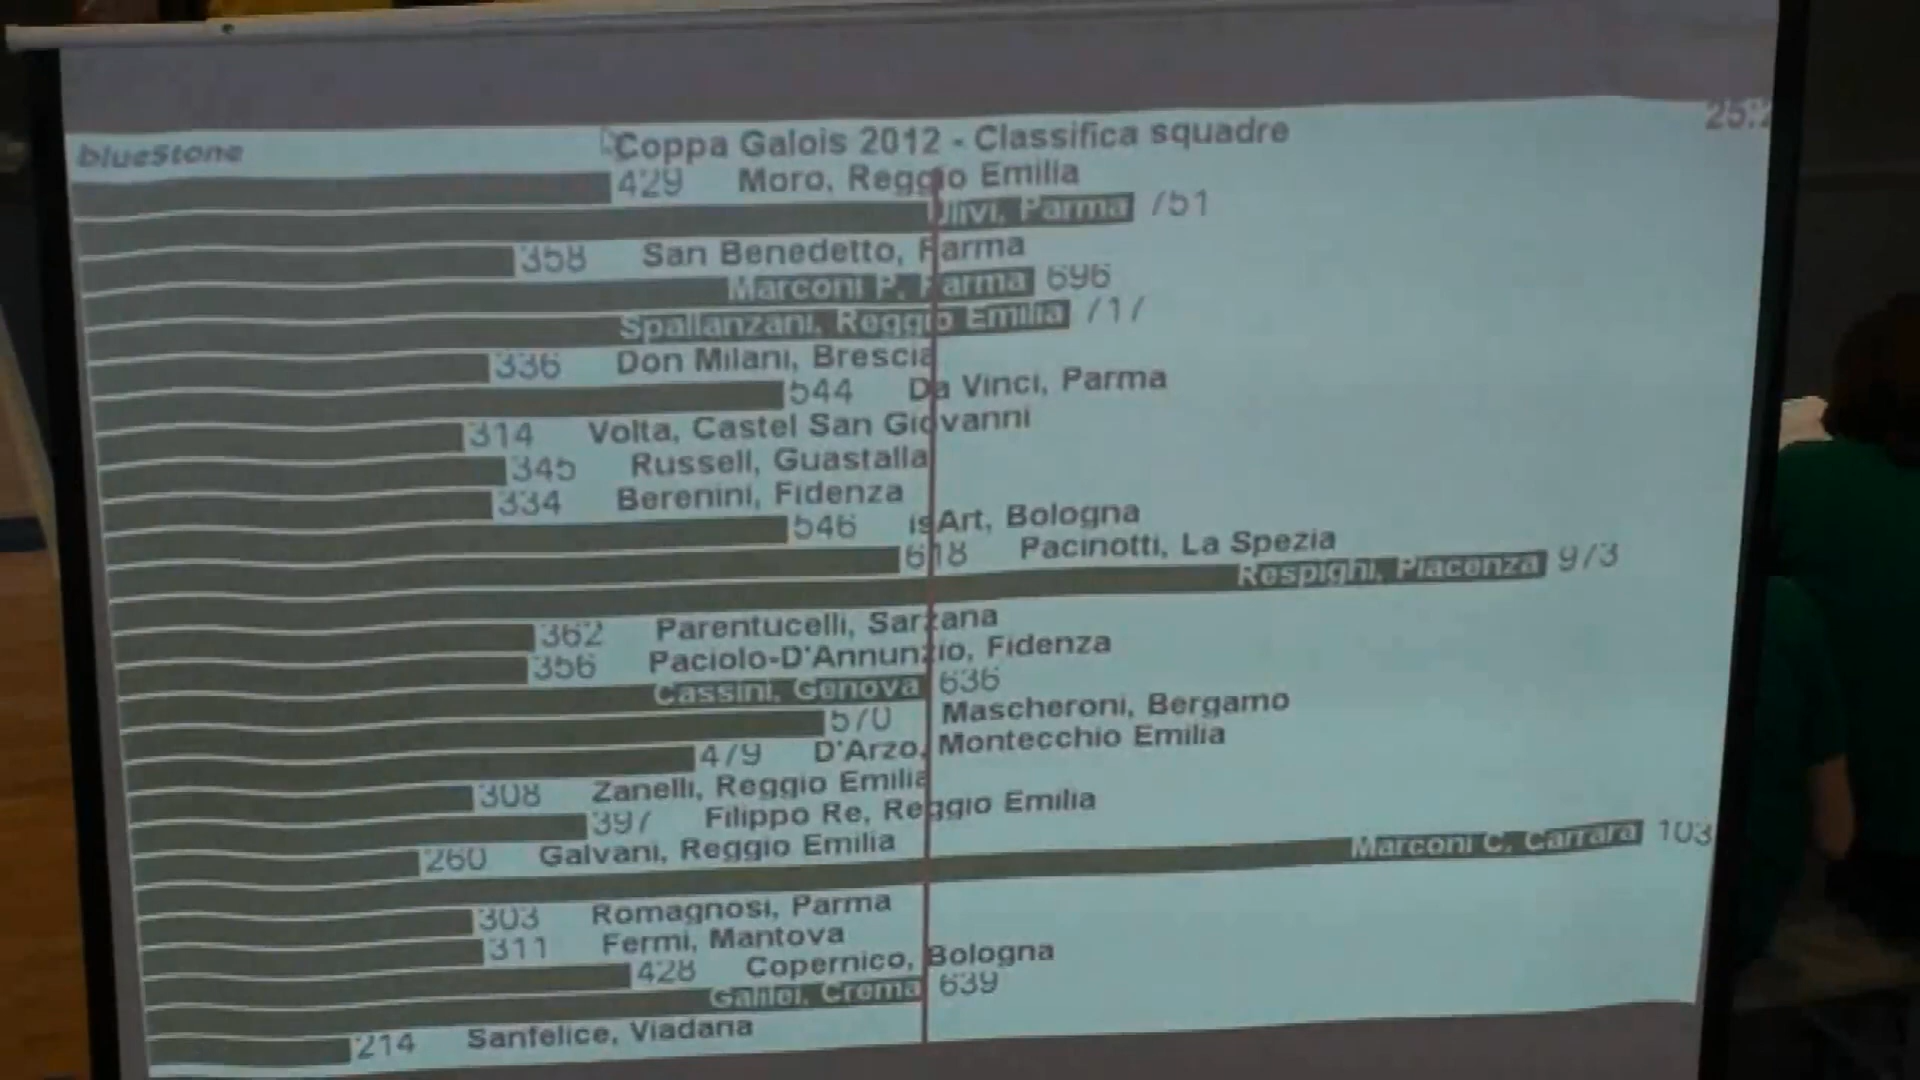 blueStone
Coppa Galois 2012 - Classifica squadre
25:2
429 Moro, Reggio Emilia
Ulivi, Parma 751
358 San Benedetto, Parma
Marconi P. Parma 696
Spallanzani, Reggio Emilia 717
336 Don Milani, Brescia
544 Da Vinci, Parma
314 Volta, Castel San Giovanni
345 Russell, Guastalla
334 Berenini, Fidenza
546 isArt, Bologna
618 Pacinotti, La Spezia
Respighi, Piacenza 973
362 Parentucelli, Sarzana
356 Paciolo-D'Annunzio, Fidenza
Cassini, Genova 636
570 Mascheroni, Bergamo
479 D'Arzo, Montecchio Emilia
308 Zanelli, Reggio Emilia
397 Filippo Re, Reggio Emilia
260 Galvani, Reggio Emilia
Marconi C. Carrara 103
303 Romagnosi, Parma
311 Fermi, Mantova
428 Copernico, Bologna
Galilei, Crema 639
214 Sanfelice, Viadana